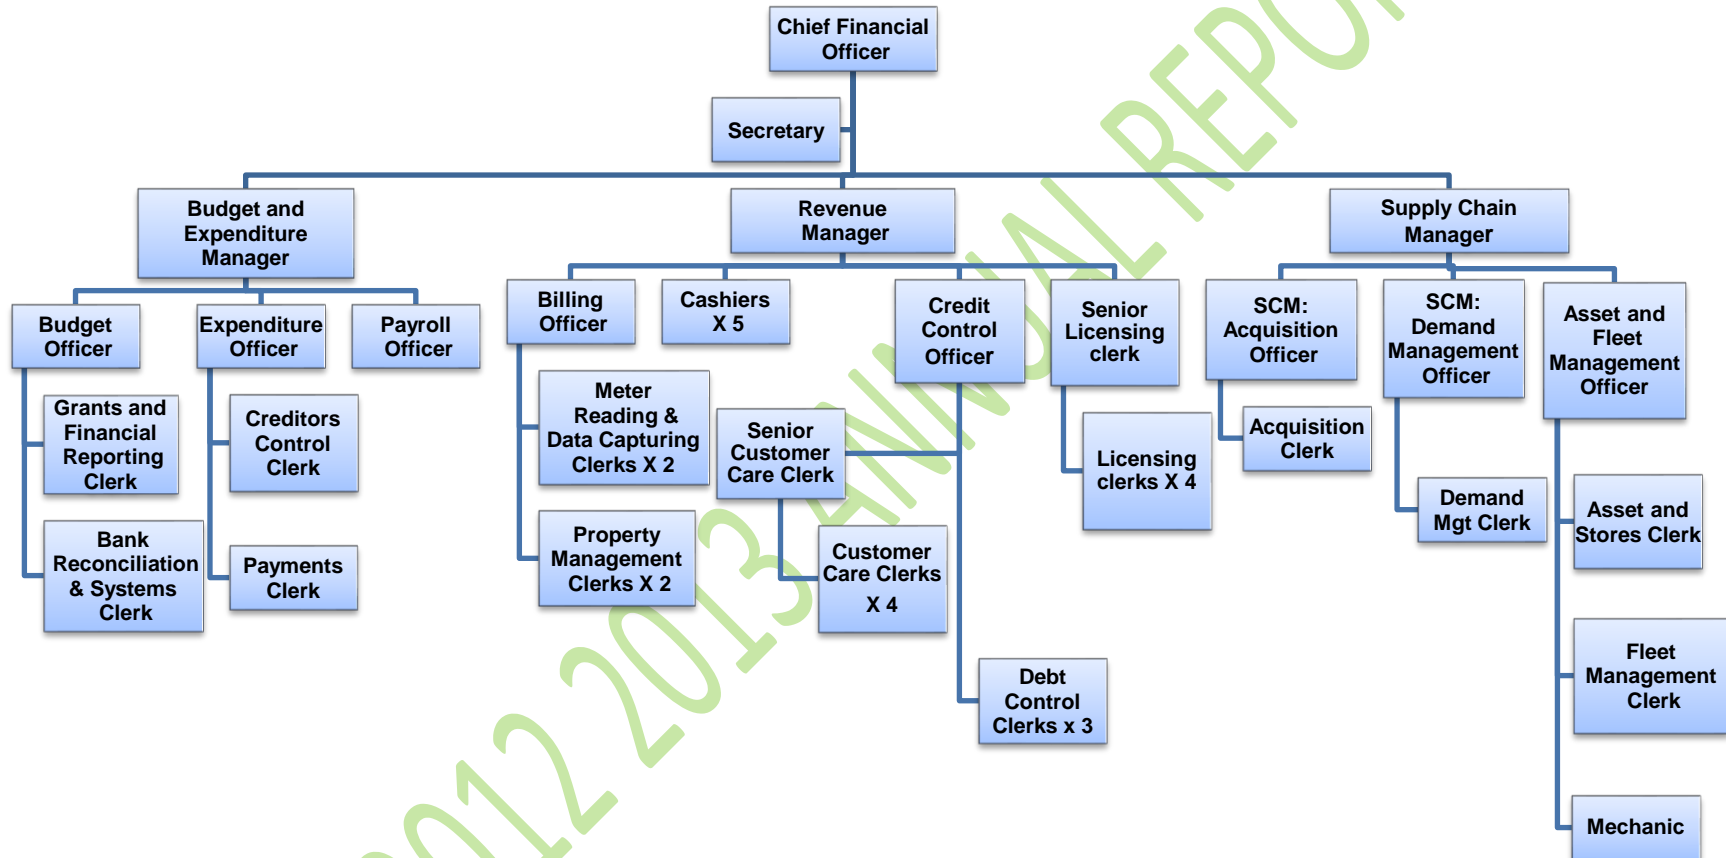 Chief Financial
Officer
Secretary
Budget and
Expenditure
Manager
Revenue
Manager
Supply Chain
Manager
Budget
Officer
Expenditure
Officer
Payroll
Officer
Billing
Officer
Cashiers
X 5
Credit
Control
Officer
Senior
Licensing
clerk
SCM:
Acquisition
Officer
SCM:
Demand
Management
Officer
Asset and
Fleet
Management
Officer
Grants and
Financial
Reporting
Clerk
Creditors
Control
Clerk
Meter
Reading &
Data Capturing
Clerks X 2
Senior
Customer
Care Clerk
Licensing
clerks X 4
Acquisition
Clerk
Demand
Mgt Clerk
Asset and
Stores Clerk
Bank
Reconciliation
& Systems
Clerk
Payments
Clerk
Property
Management
Clerks X 2
Customer
Care Clerks
X 4
Debt
Control
Clerks x 3
Fleet
Management
Clerk
Mechanic
2012 2013 ANNUAL REPO